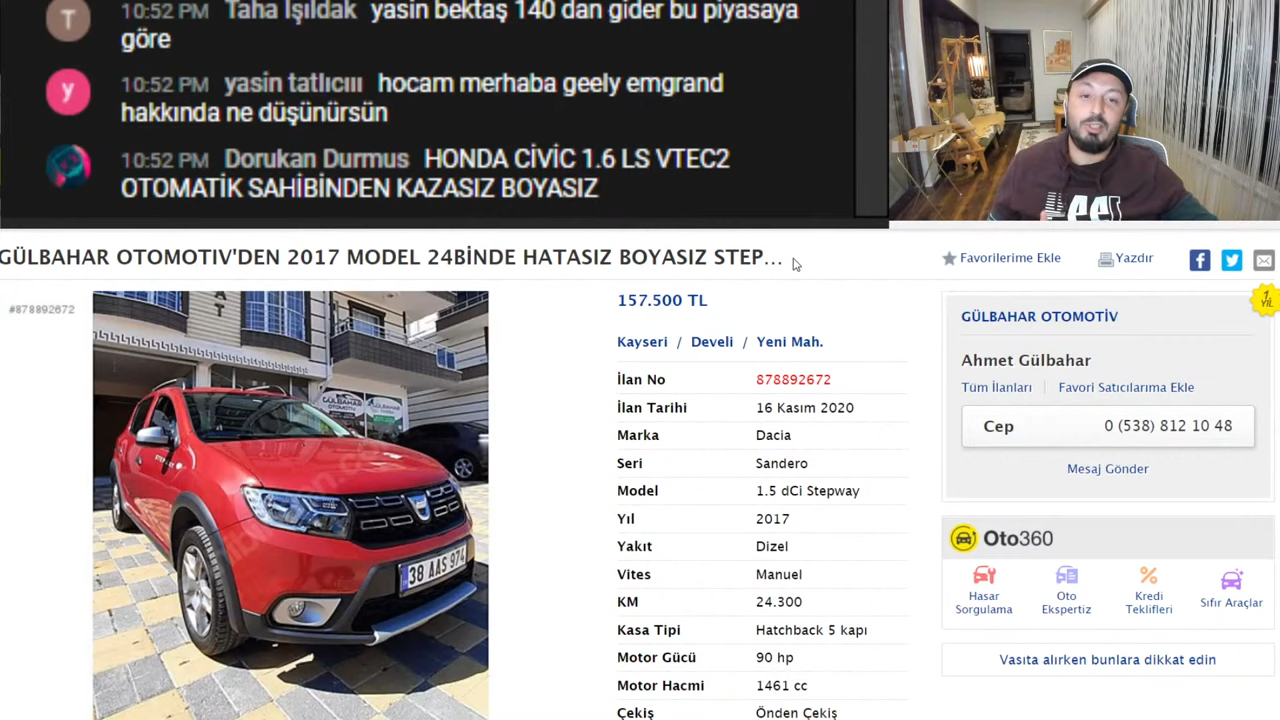 T
10:52 PM Taha Işıldak yasin bektaş 140 dan gider bu piyasaya
göre
y
10:52 PM yasin tatlıcııı hocam merhaba geely emgrand
hakkında ne düşünürsün
10:52 PM Dorukan Durmus HONDA CİVİC 1.6 LS VTEC2
OTOMATİK SAHİBİNDEN KAZASIZ BOYASIZ
GÜLBAHAR OTOMOTIV'DEN 2017 MODEL 24BİNDE HATASIZ BOYASIZ STEP...
Favorilerime Ekle
Yazdır
#878892672
GÜLBAHAR
OTOMOTİV
38 AAS 974
157.500 TL
Kayseri / Develi / Yeni Mah.
İlan No 878892672
İlan Tarihi 16 Kasım 2020
Marka Dacia
Seri Sandero
Model 1.5 dCi Stepway
Yıl 2017
Yakıt Dizel
Vites Manuel
KM 24.300
Kasa Tipi Hatchback 5 kapı
Motor Gücü 90 hp
Motor Hacmi 1461 cc
Çekiş Önden Çekiş
1
YIL
GÜLBAHAR OTOMOTİV
Ahmet Gülbahar
Tüm İlanları
Favori Satıcılarıma Ekle
Cep 0 (538) 812 10 48
Mesaj Gönder
Oto360
Hasar
Sorgulama
Oto
Ekspertiz
Kredi
Teklifleri
Sıfır Araçlar
Vasıta alırken bunlara dikkat edin